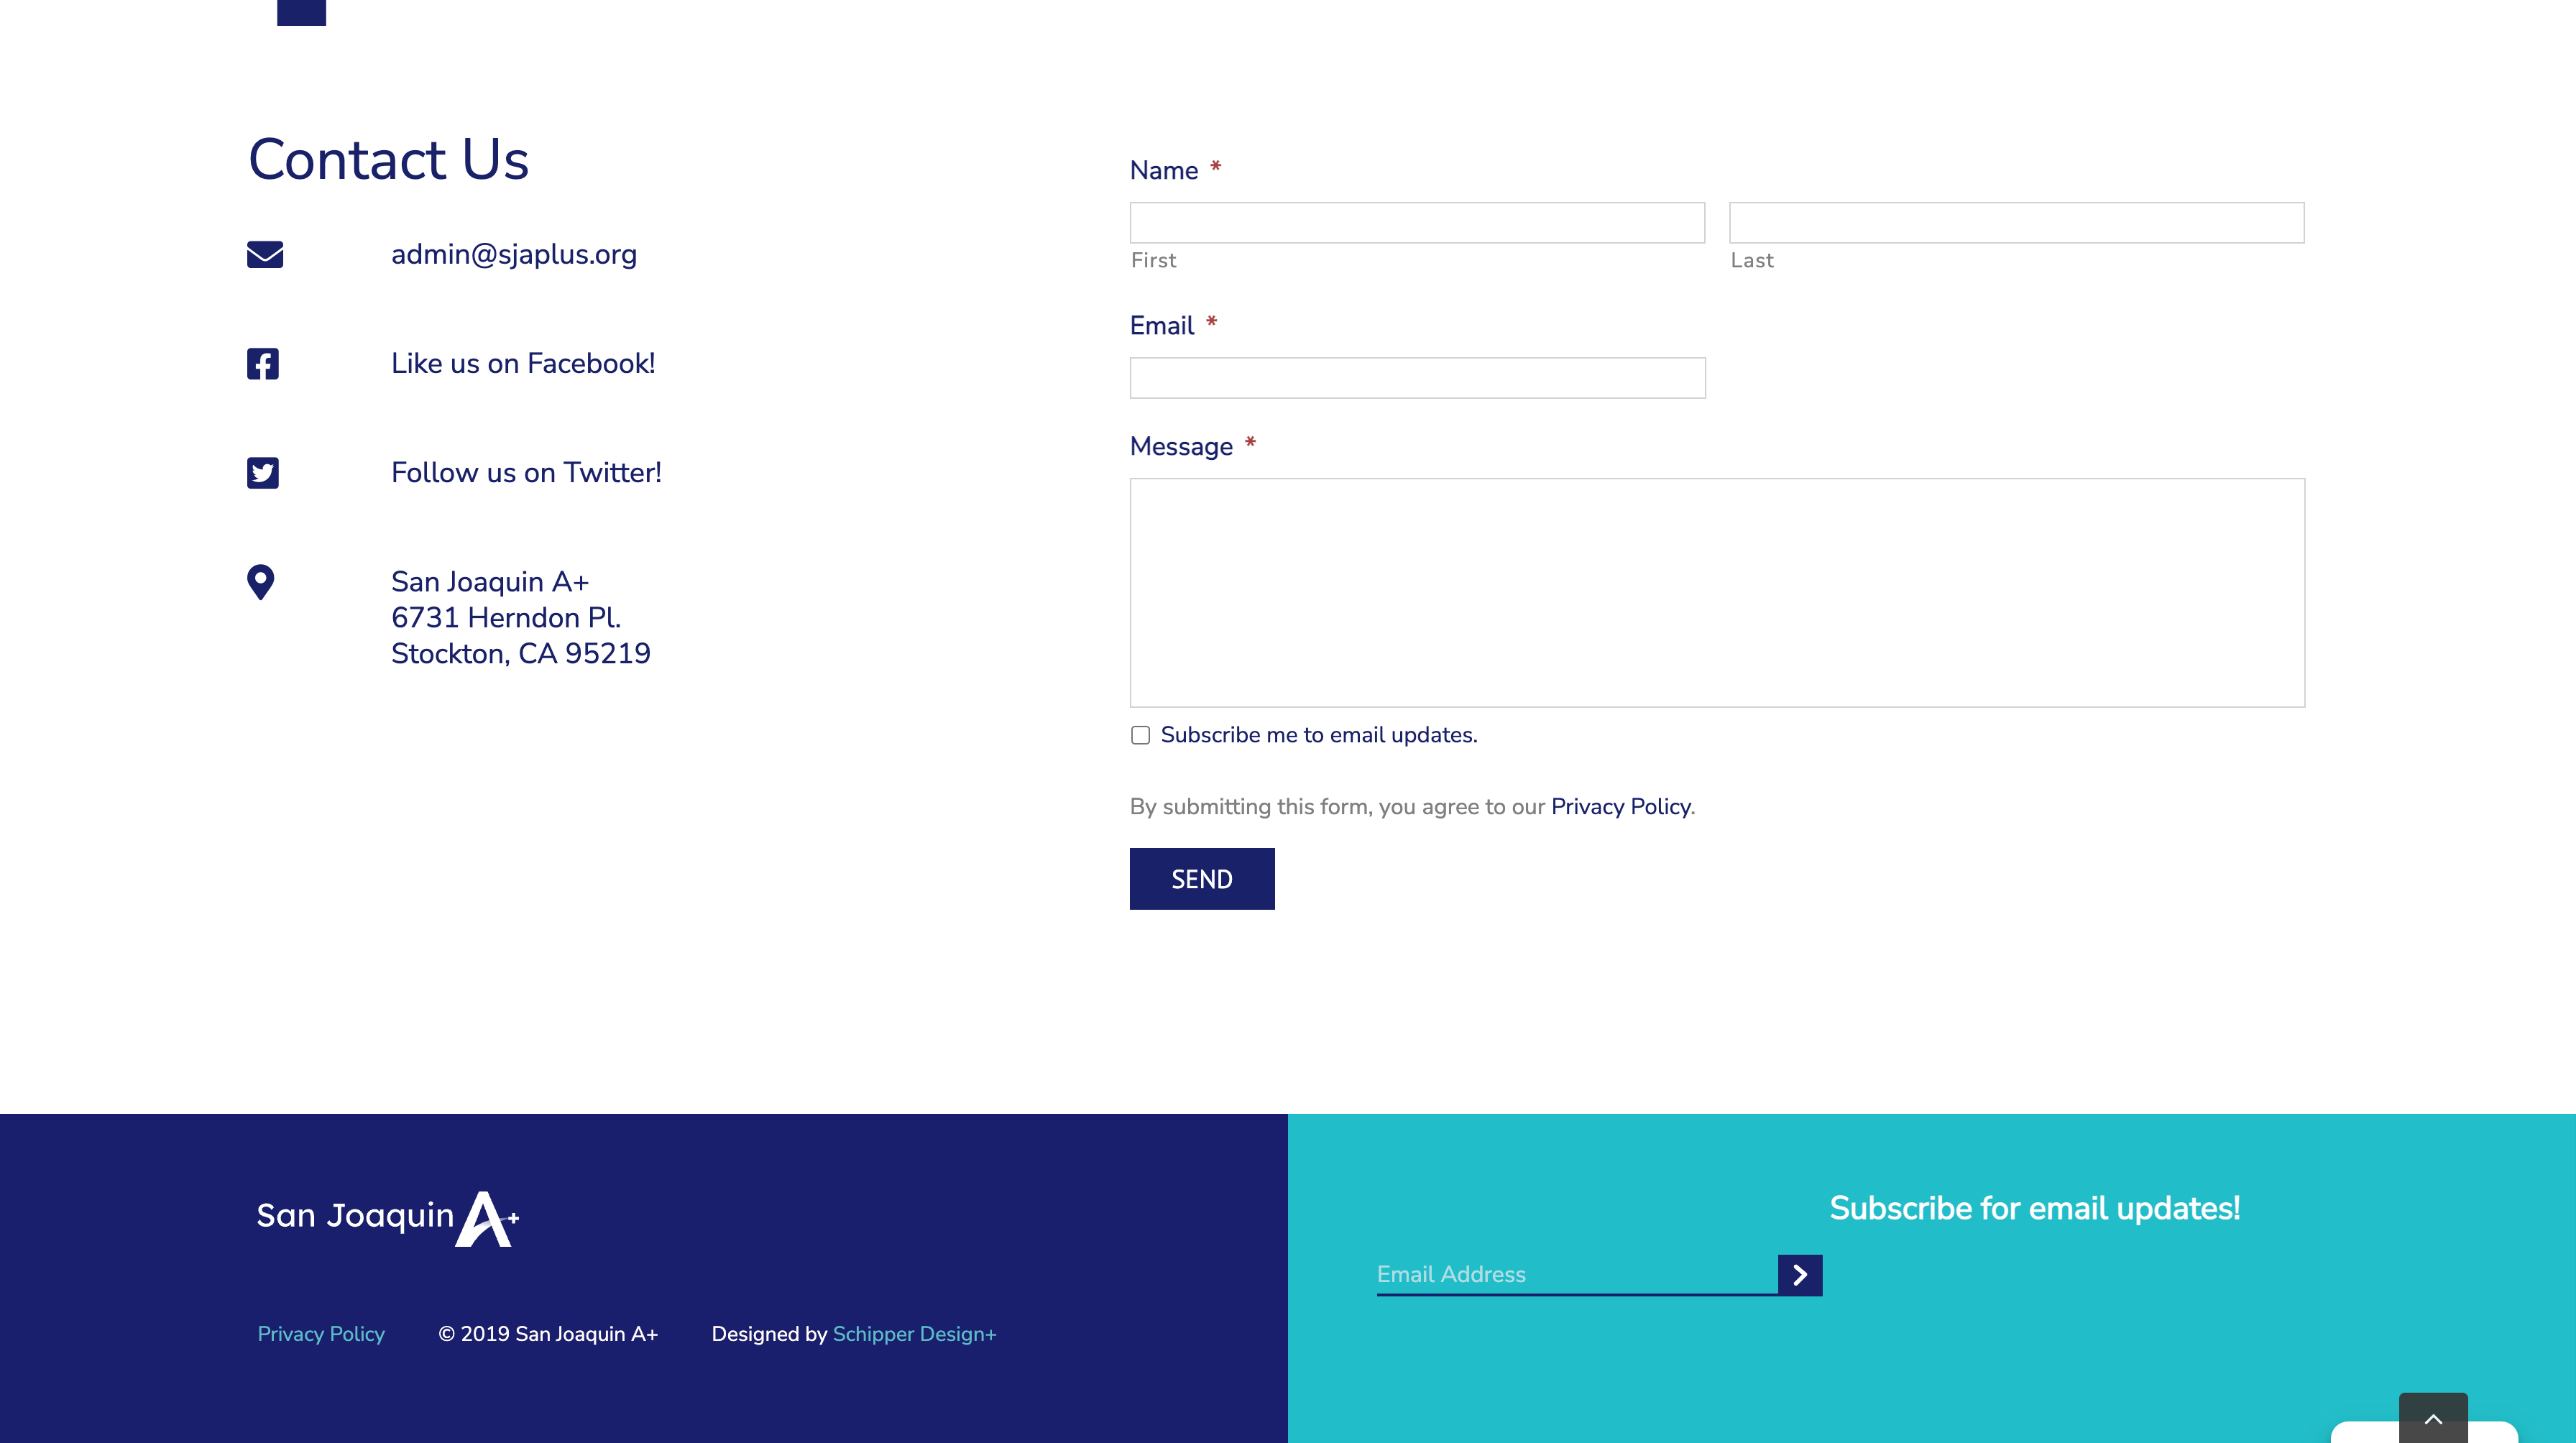 Contact Us
admin@sjaplus.org
Like us on Facebook!
Follow us on Twitter!
San Joaquin A+
6731 Herndon Pl.
Stockton, CA 95219
Name *
First
Last
Email *
Message *
Subscribe me to email updates.
By submitting this form, you agree to our Privacy Policy.
SEND
San Joaquin A+
Privacy Policy
© 2019 San Joaquin A+
Designed by Schipper Design+
Subscribe for email updates!
Email Address